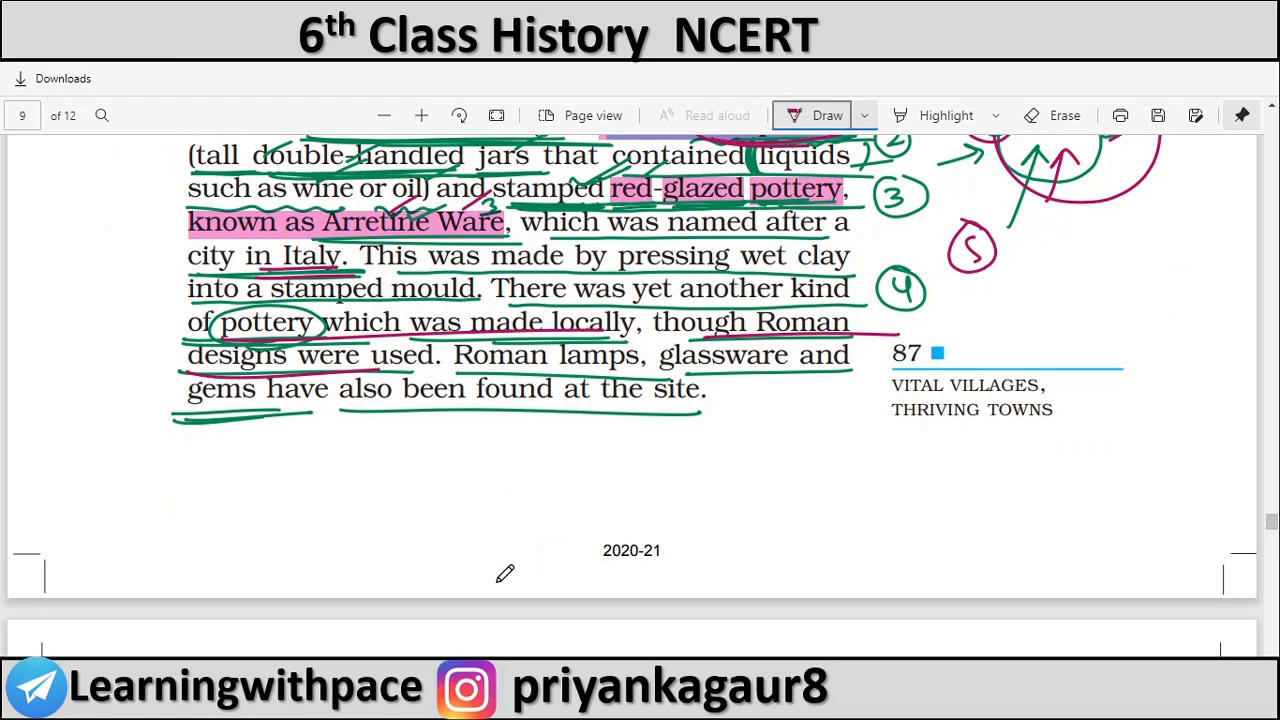 6th Class History NCERT
Downloads
9 of 12
Page view
Read aloud
Draw
Highlight
Erase
(tall double-handled jars that contained liquids
such as wine or oil) and stamped red-glazed pottery,
known as Arretine Ware, which was named after a
city in Italy. This was made by pressing wet clay
into a stamped mould. There was yet another kind
of pottery which was made locally, though Roman
designs were used. Roman lamps, glassware and
gems have also been found at the site.
2
3
3
4
5
87
VITAL VILLAGES,
THRIVING TOWNS
2020-21
Learningwithpace
priyankagaur8